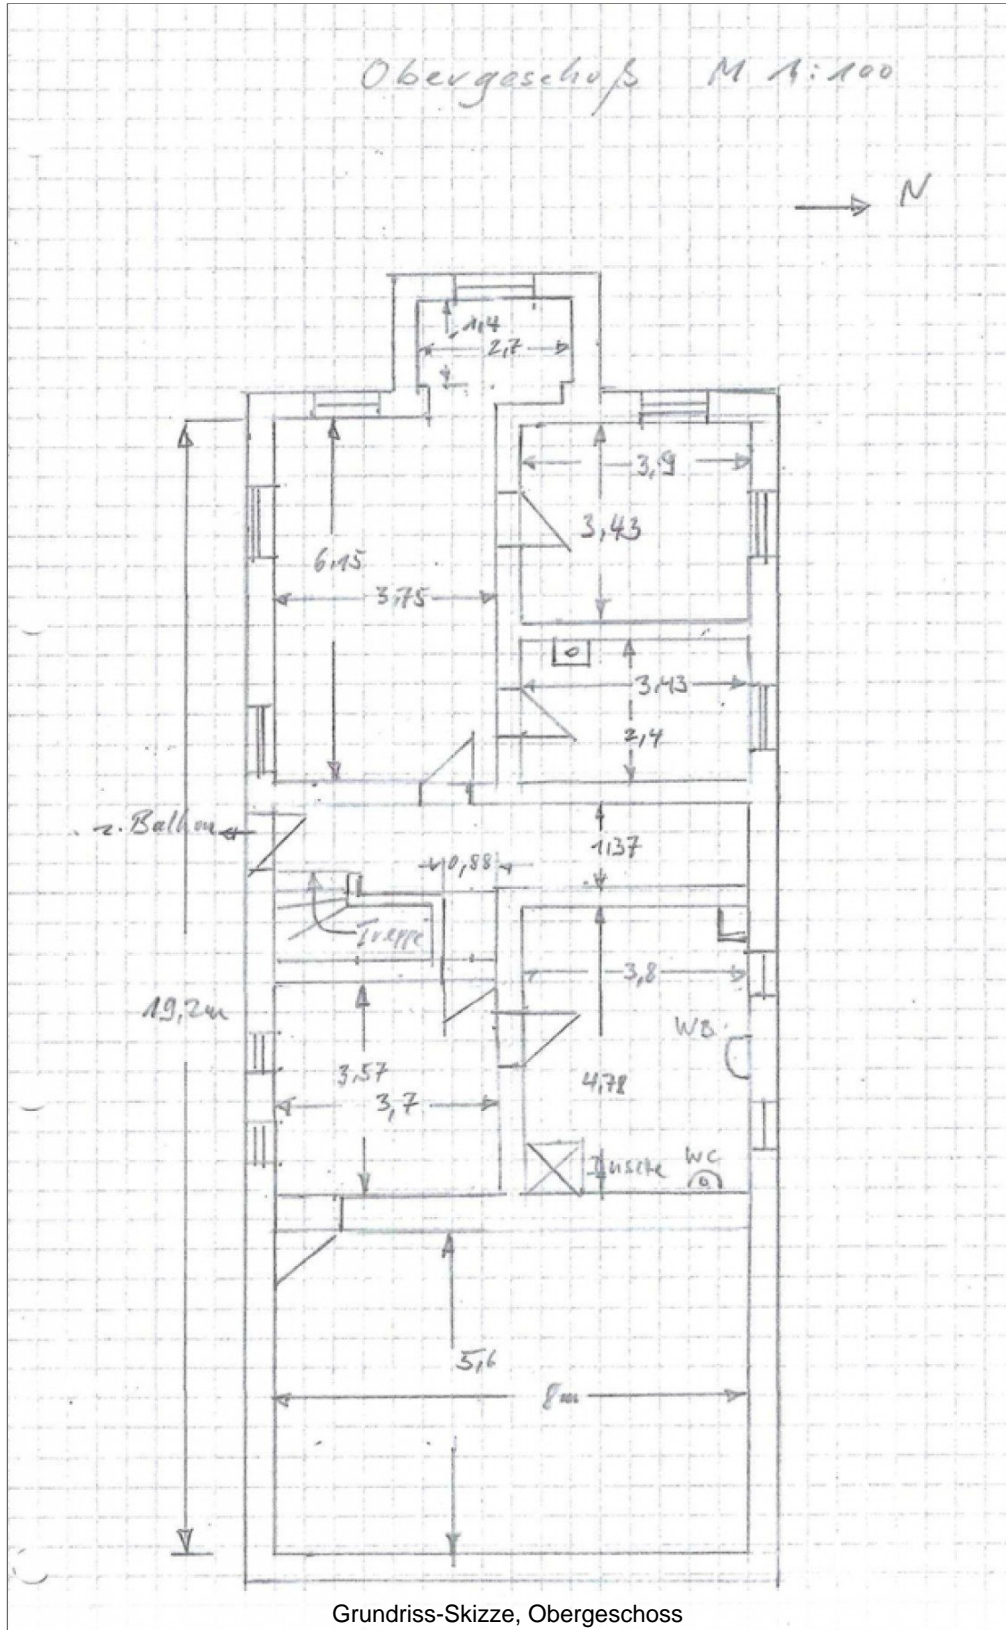 Obergeschoß M 1:100
N
1,4
2,7
3,9
3,43
6,15
3,75
3,43
2,4
z. Balkon
1,37
0,88
Treppe
3,8
19,2m
WB
3,57
4,78
3,7
Dusche
WC
5,6
8m
Grundriss-Skizze, Obergeschoss